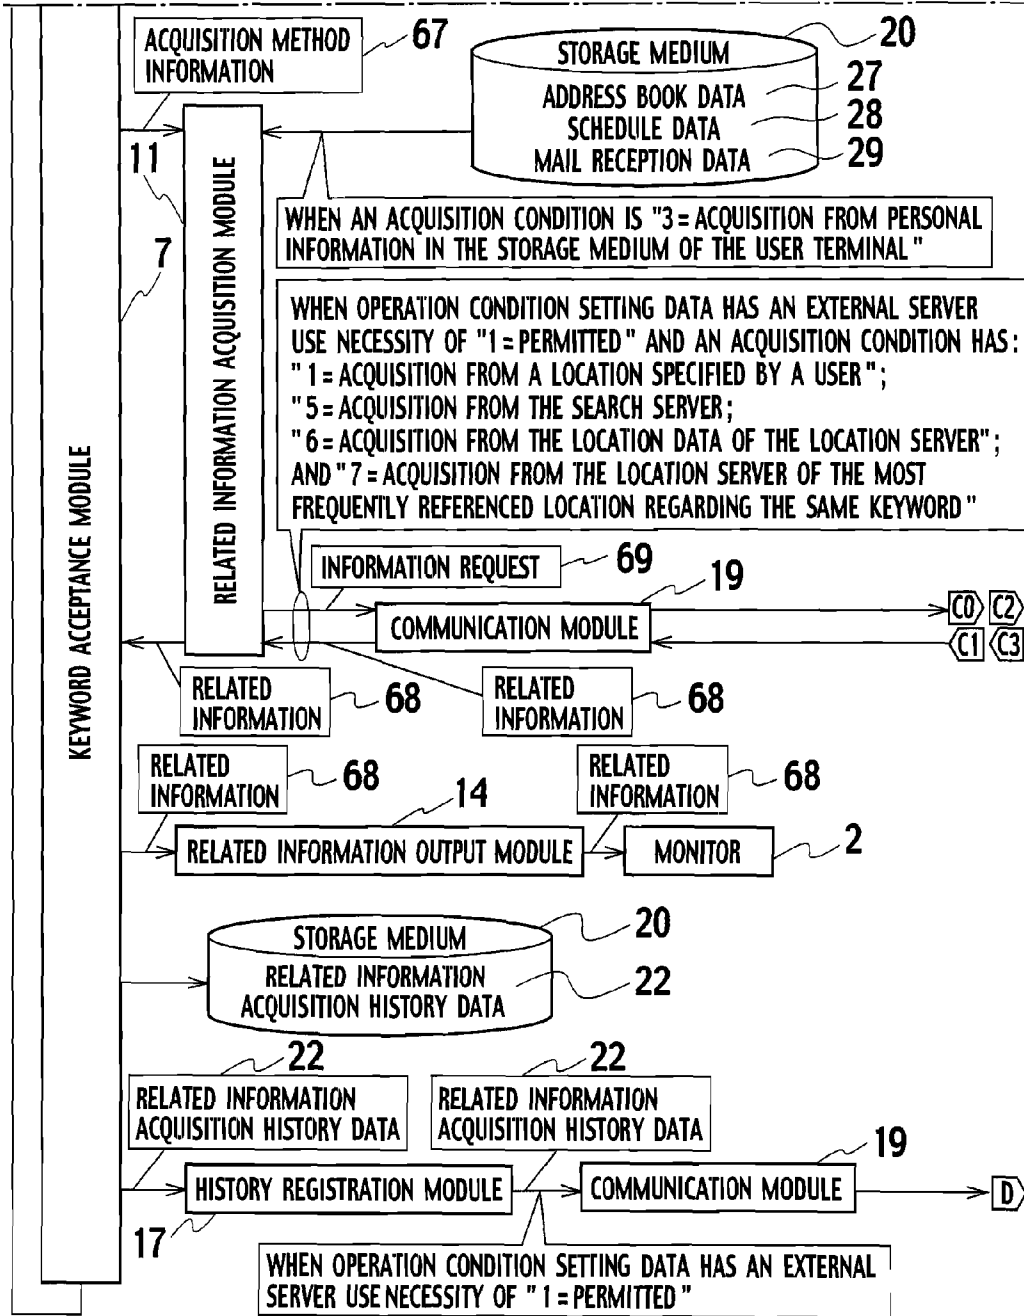 ACQUISITION METHOD
INFORMATION
67
STORAGE MEDIUM
20
ADDRESS BOOK DATA
27
SCHEDULE DATA
28
MAIL RECEPTION DATA
29
11
7
RELATED INFORMATION ACQUISITION MODULE
KEYWORD ACCEPTANCE MODULE
WHEN AN ACQUISITION CONDITION IS "3=ACQUISITION FROM PERSONAL
INFORMATION IN THE STORAGE MEDIUM OF THE USER TERMINAL"
WHEN OPERATION CONDITION SETTING DATA HAS AN EXTERNAL SERVER
USE NECESSITY OF "1=PERMITTED" AND AN ACQUISITION CONDITION HAS:
"1=ACQUISITION FROM A LOCATION SPECIFIED BY A USER";
"5=ACQUISITION FROM THE SEARCH SERVER;
"6=ACQUISITION FROM THE LOCATION DATA OF THE LOCATION SERVER";
AND "7=ACQUISITION FROM THE LOCATION SERVER OF THE MOST
FREQUENTLY REFERENCED LOCATION REGARDING THE SAME KEYWORD"
INFORMATION REQUEST
69
19
COMMUNICATION MODULE
C0 C2
C1 C3
RELATED
INFORMATION
68
RELATED
INFORMATION
68
RELATED
INFORMATION
68
RELATED
INFORMATION
68
14
RELATED INFORMATION OUTPUT MODULE
MONITOR
2
STORAGE MEDIUM
20
RELATED INFORMATION
ACQUISITION HISTORY DATA
22
22
RELATED INFORMATION
ACQUISITION HISTORY DATA
22
RELATED INFORMATION
ACQUISITION HISTORY DATA
19
HISTORY REGISTRATION MODULE
COMMUNICATION MODULE
D
17
WHEN OPERATION CONDITION SETTING DATA HAS AN EXTERNAL
SERVER USE NECESSITY OF "1=PERMITTED"